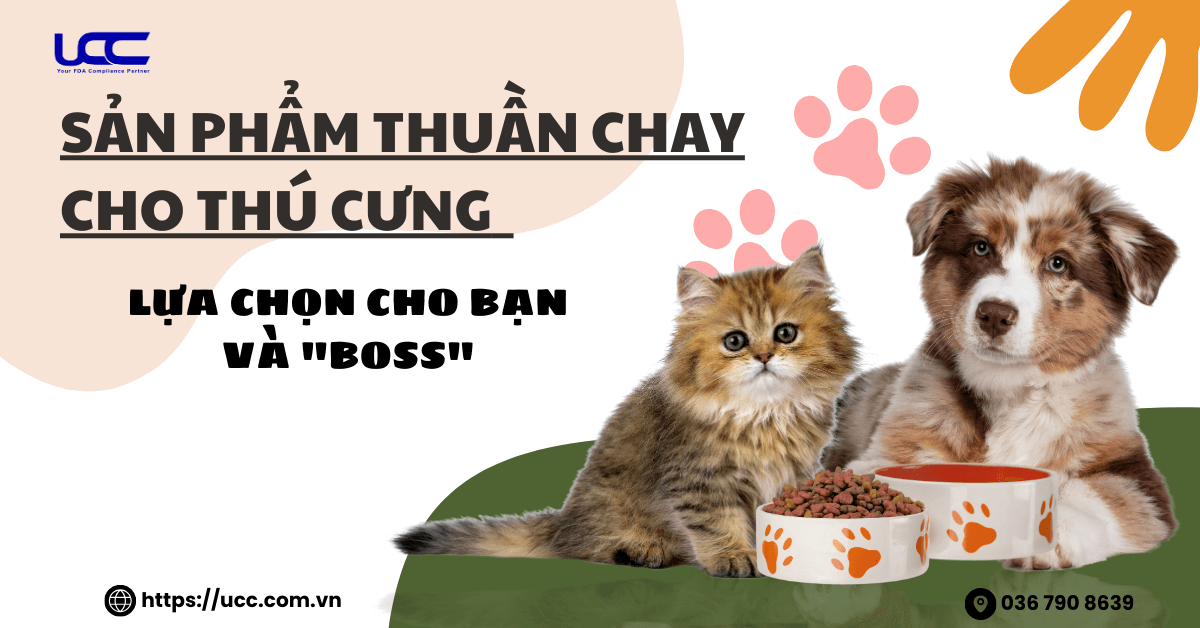 UCC
Your FDA Compliance Partner
SẢN PHẨM THUẦN CHAY
CHO THÚ CƯNG
LỰA CHỌN CHO BẠN
VÀ "BOSS"
https://ucc.com.vn
036 790 8639